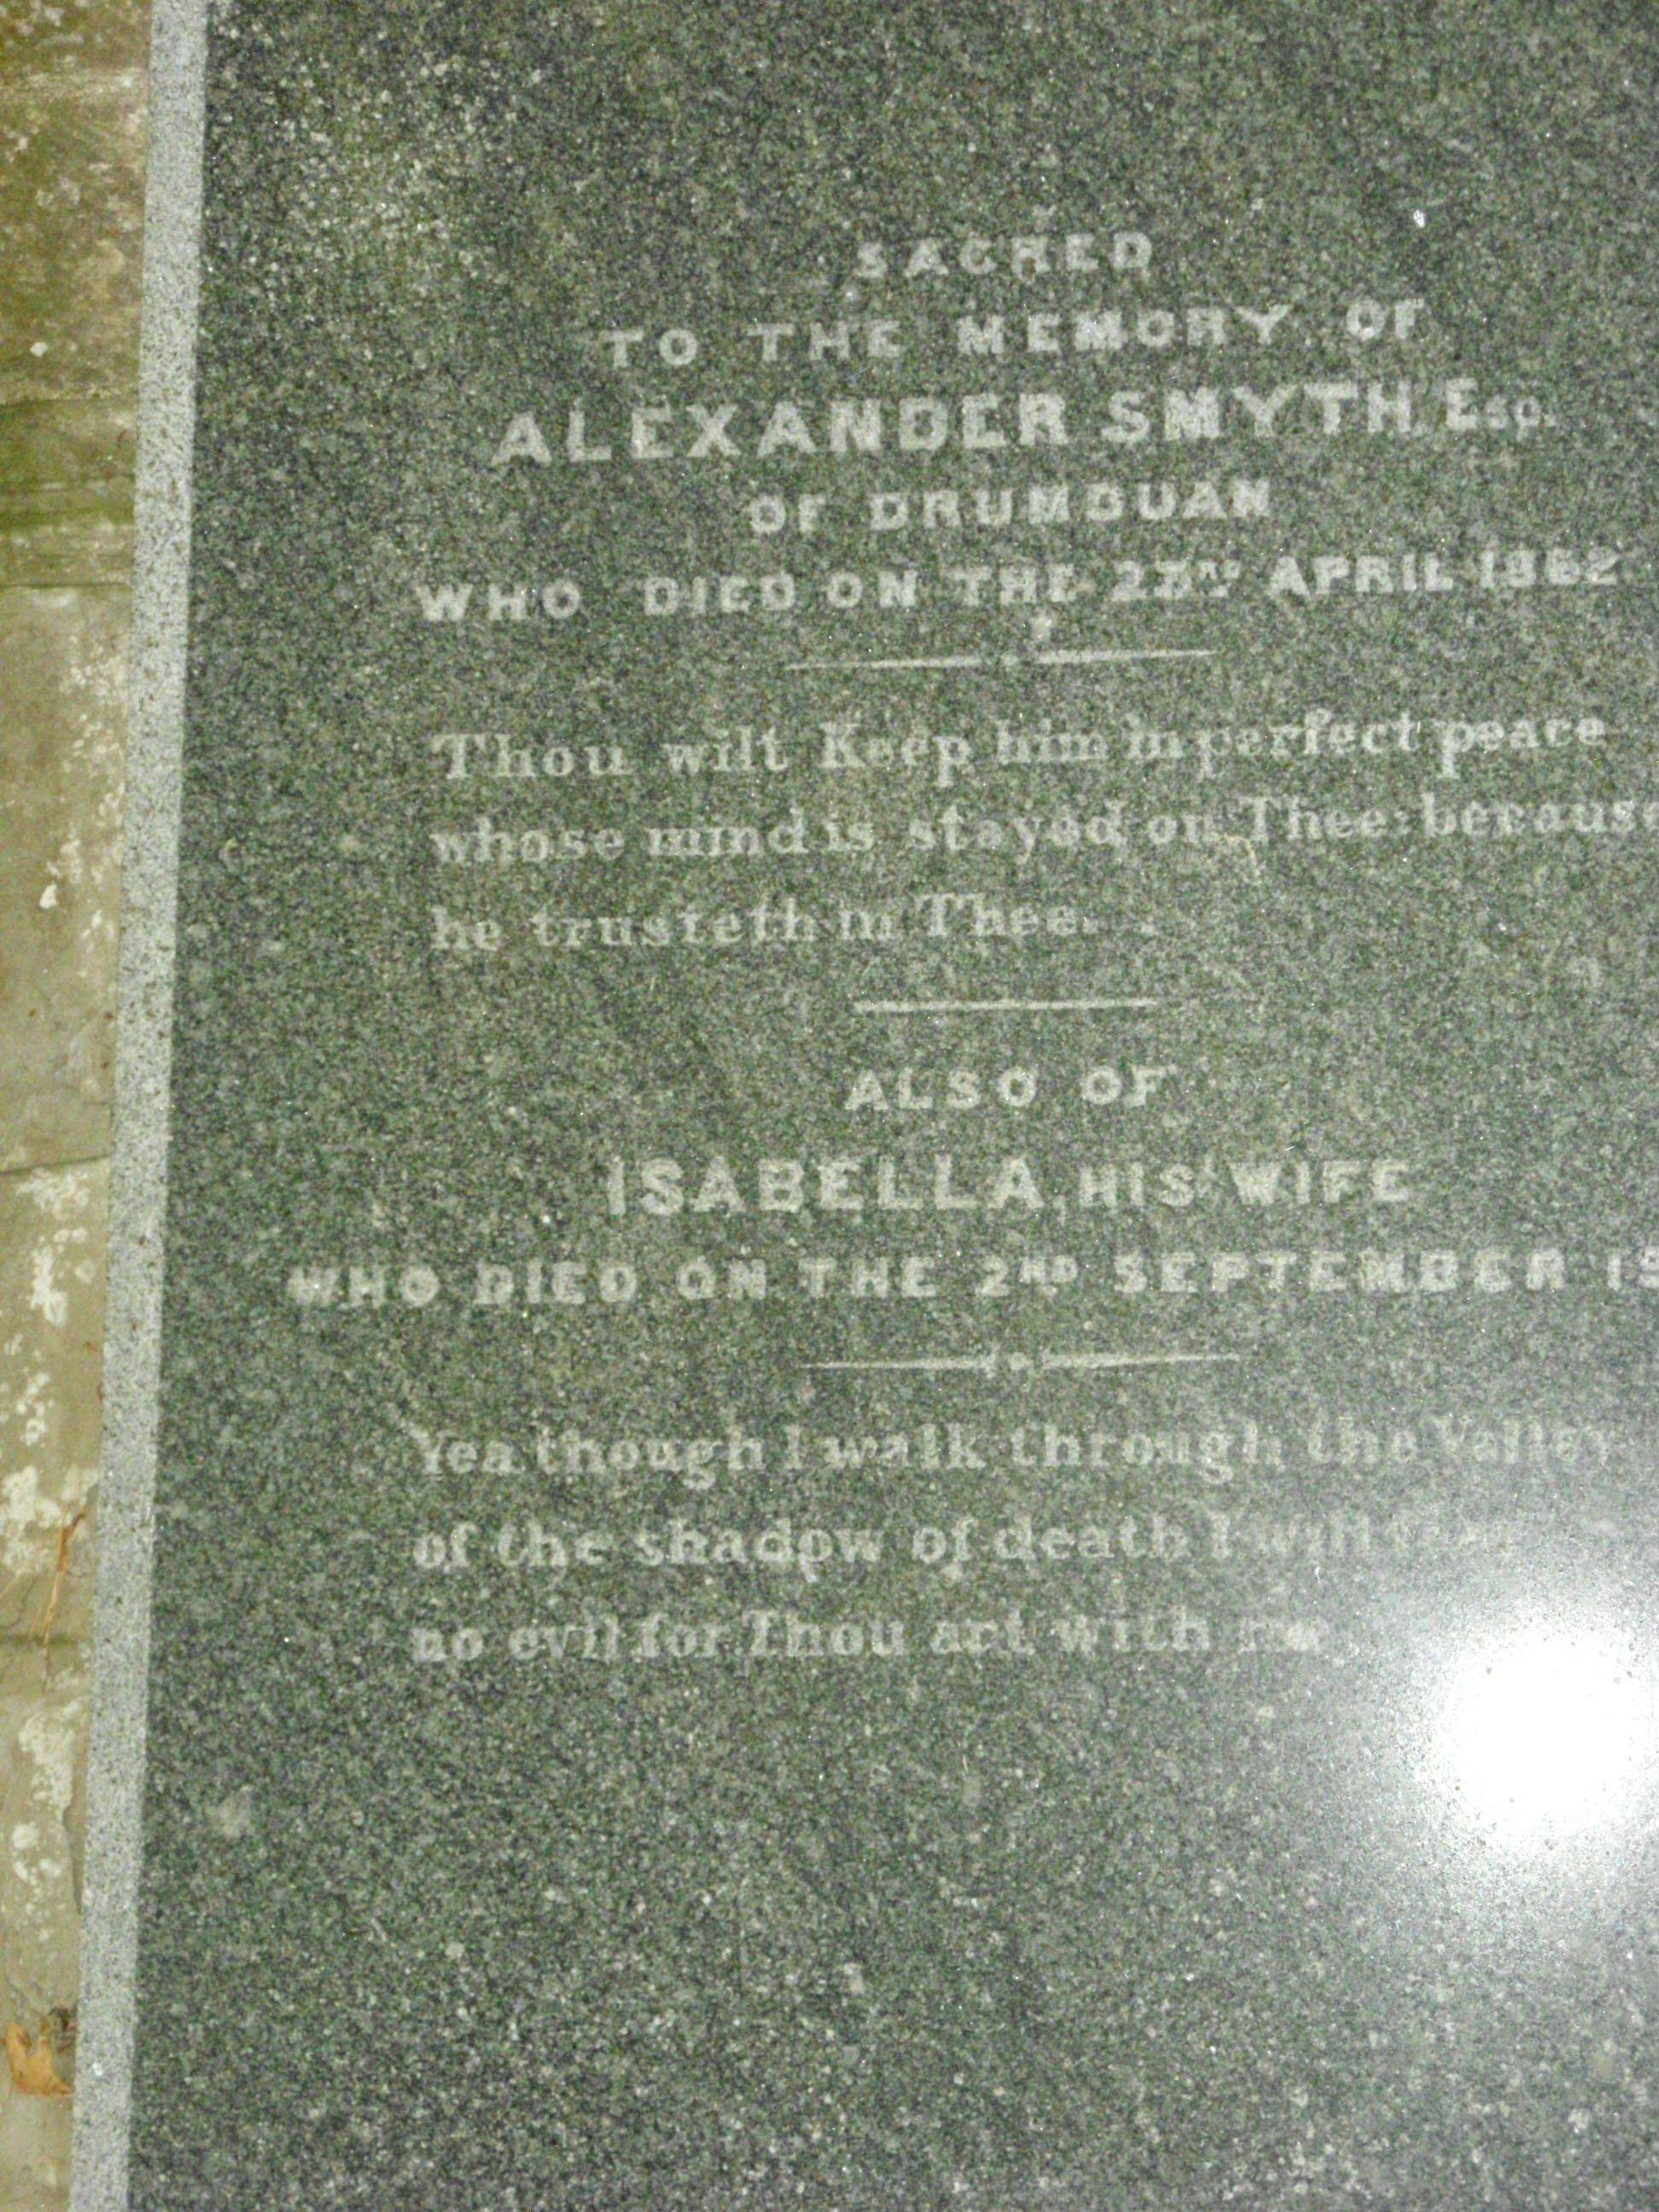 SACRED
TO THE MEMORY OF
ALEXANDER SMYTH, Esq.
OF DRUMDUAN
WHO DIED ON THE APRIL 1862
Thou wilt Keep him in perfect peace
whose mind is stayed on Thee: because
he trusteth in Thee.
ALSO OF
ISABELLA, HIS WIFE
WHO DIED ON THE 2ND SEPTEMBER
Yea though I walk through the Valley
of the shadow of death I will
no evil for Thou art with me